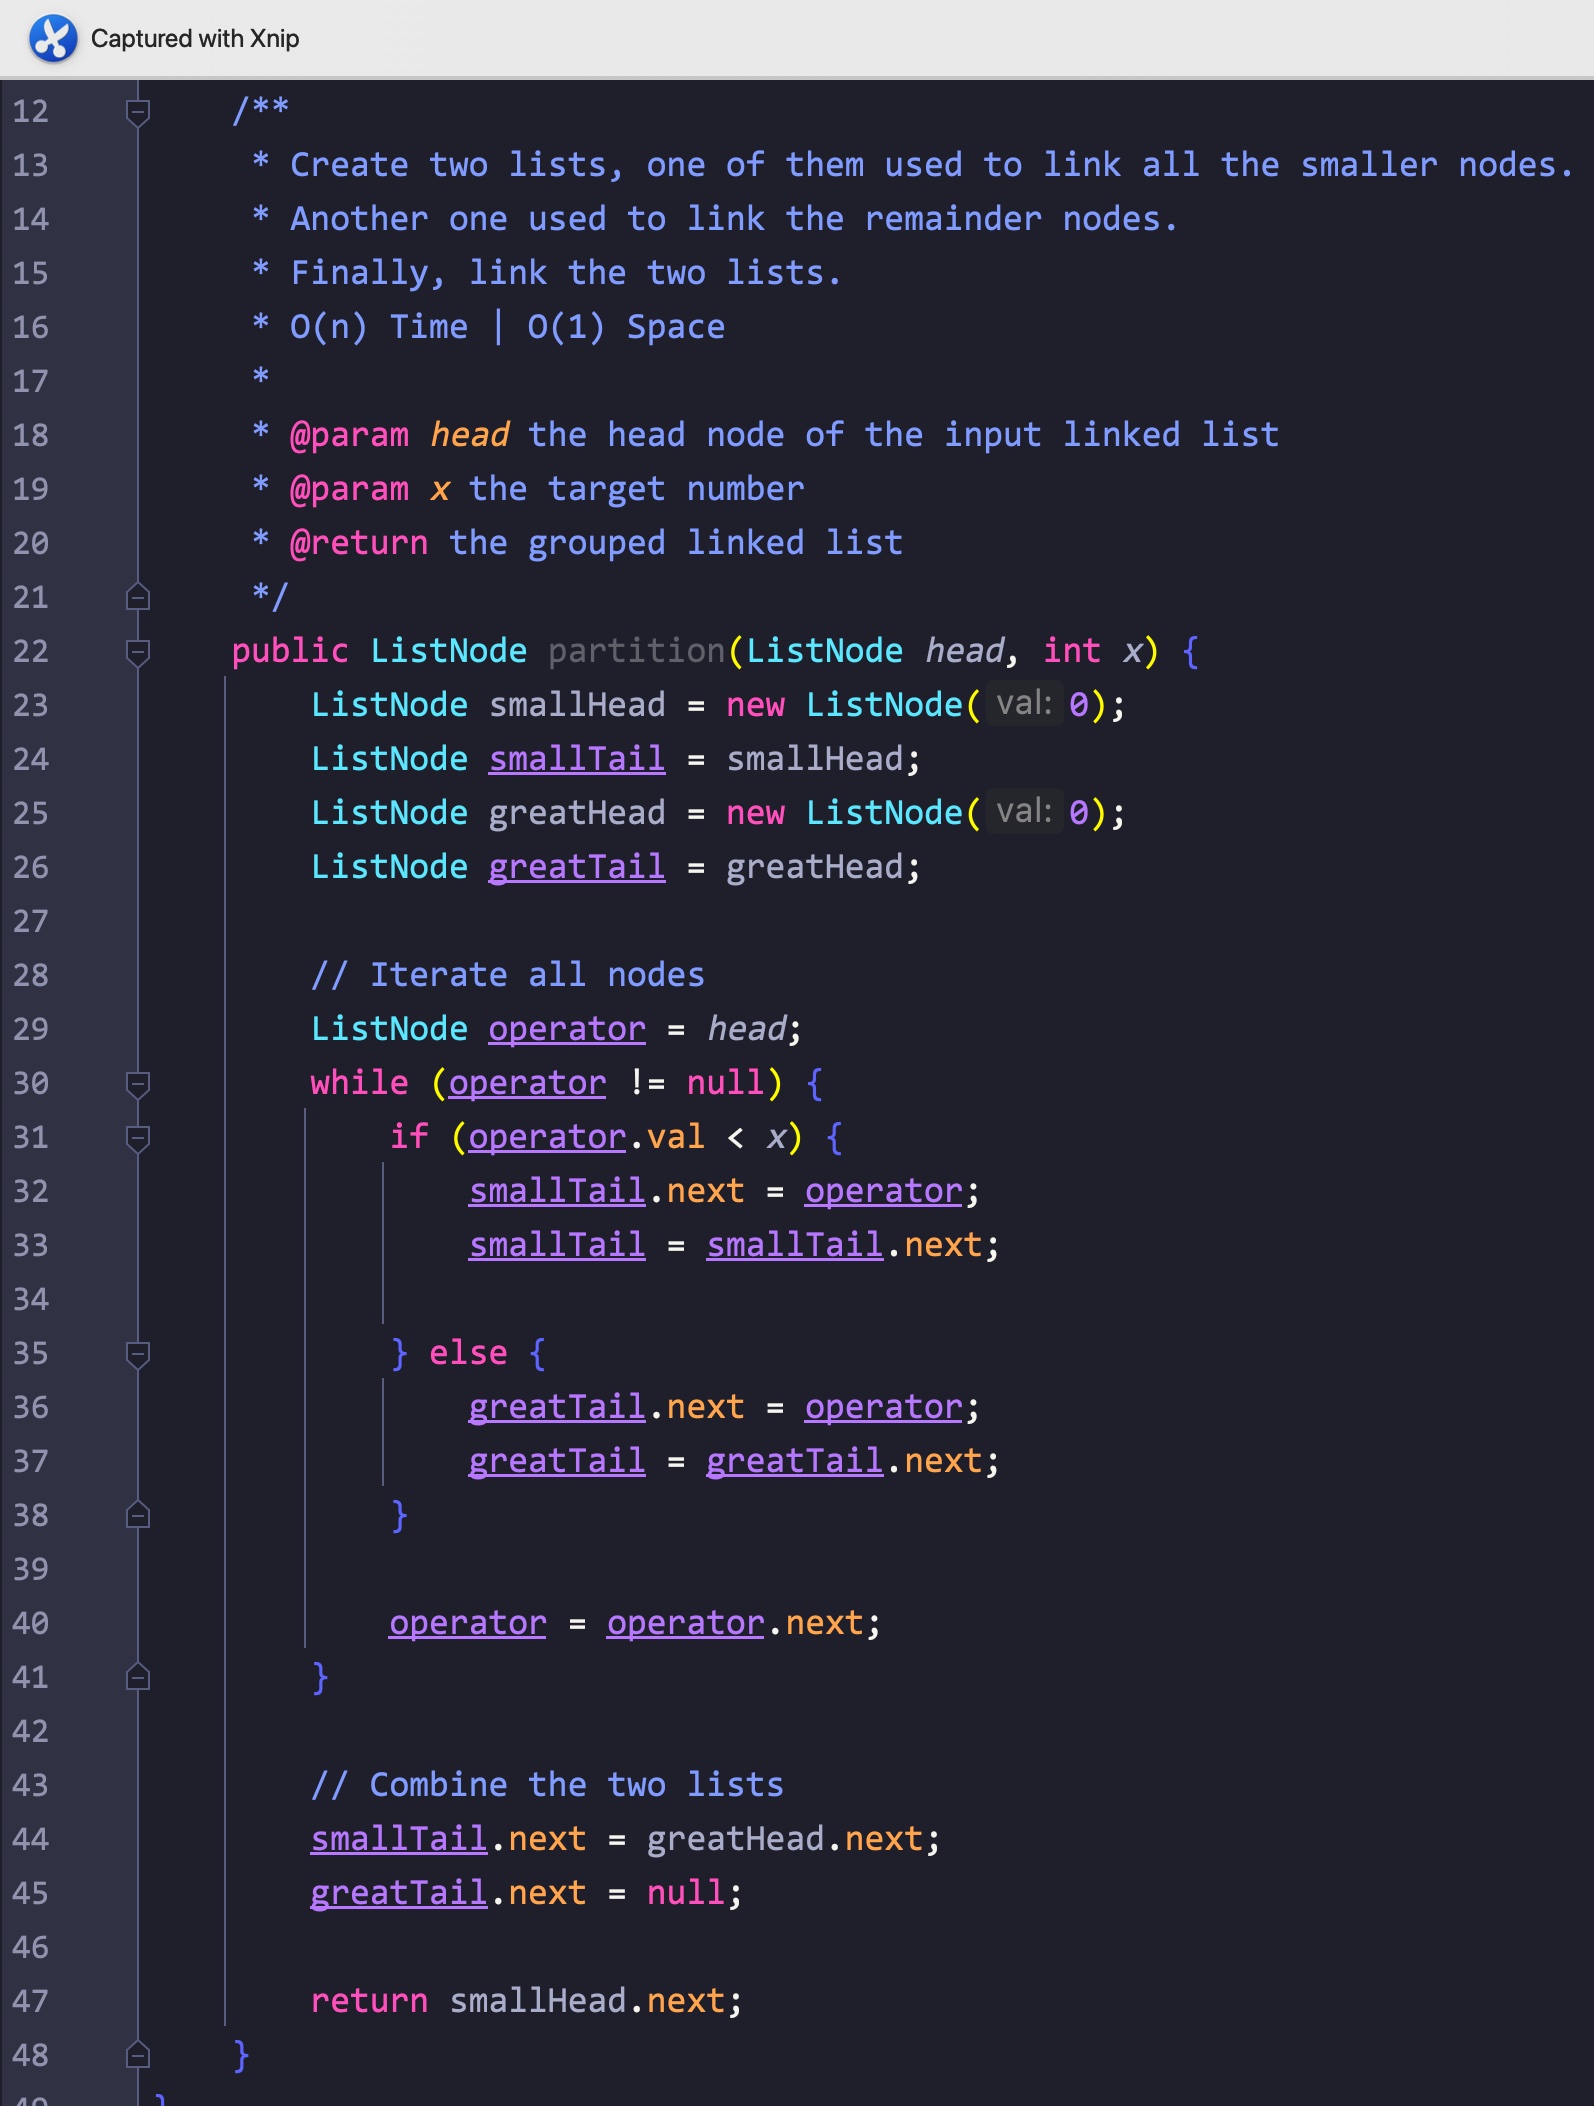 Captured with Xnip
12 /**
13 * Create two lists, one of them used to link all the smaller nodes.
14 * Another one used to link the remainder nodes.
15 * Finally, link the two lists.
16 * O(n) Time | O(1) Space
17 *
18 * @param head the head node of the input linked list
19 * @param x the target number
20 * @return the grouped linked list
21 */
22 public ListNode partition(ListNode head, int x) {
23 ListNode smallHead = new ListNode( val: 0);
24 ListNode smallTail = smallHead;
25 ListNode greatHead = new ListNode( val: 0);
26 ListNode greatTail = greatHead;
27
28 // Iterate all nodes
29 ListNode operator = head;
30 while (operator != null) {
31 if (operator.val < x) {
32 smallTail.next = operator;
33 smallTail = smallTail.next;
34
35 } else {
36 greatTail.next = operator;
37 greatTail = greatTail.next;
38 }
39
40 operator = operator.next;
41 }
42
43 // Combine the two lists
44 smallTail.next = greatHead.next;
45 greatTail.next = null;
46
47 return smallHead.next;
48 }